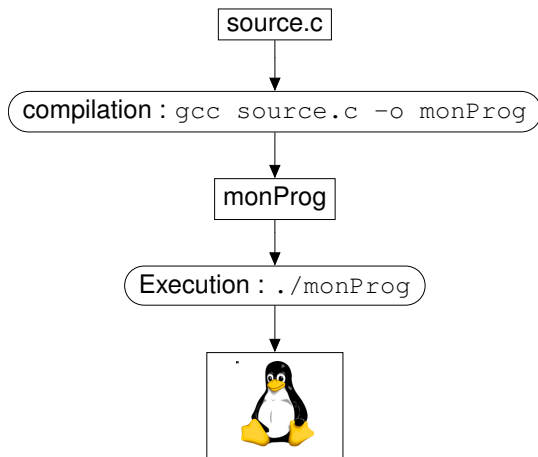 source.c
compilation : gcc source.c -o monProg
monProg
Execution : ./monProg